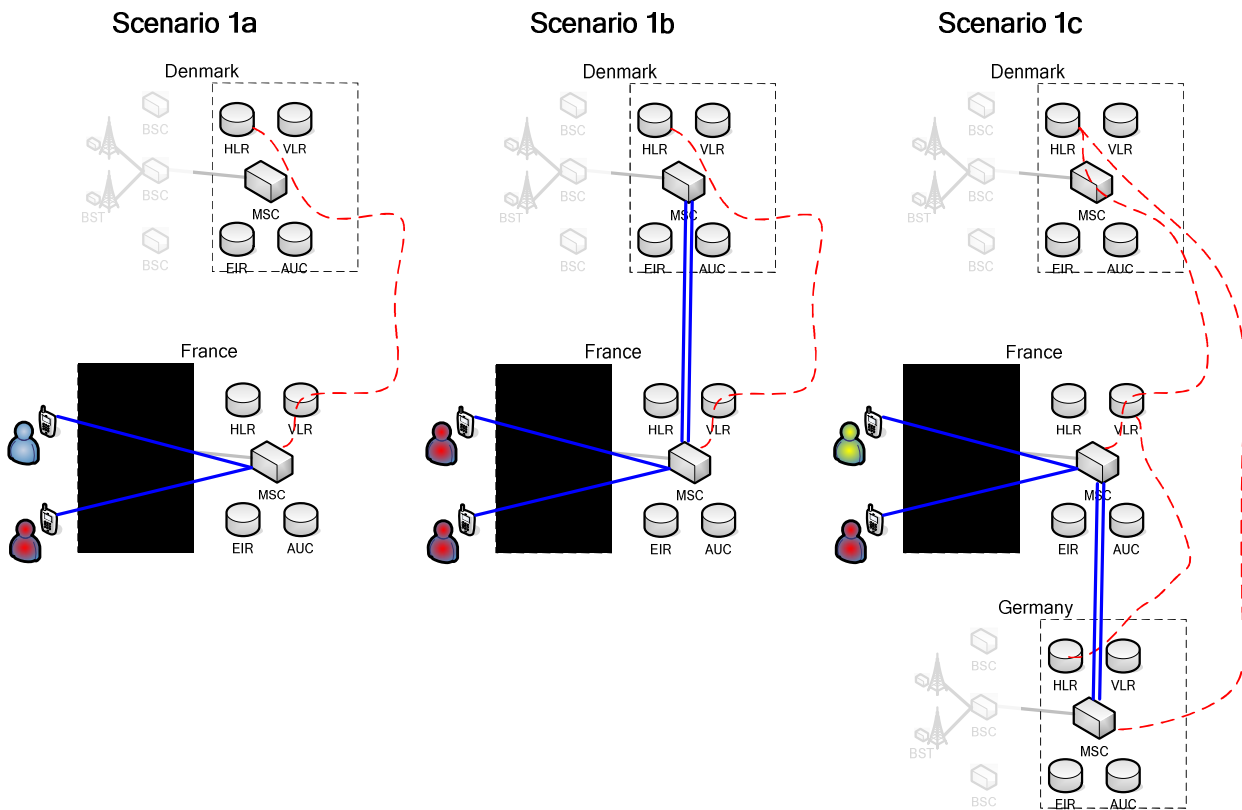 Scenario 1a
Scenario 1b
Scenario 1c
Denmark
BSC
HLR
VLR
BSC
BST
MSC
BSC
EIR
AUC
France
HLR
VLR
MSC
EIR
AUC
Denmark
BSC
HLR
VLR
BSC
BST
MSC
BSC
EIR
AUC
France
HLR
VLR
MSC
EIR
AUC
Denmark
BSC
HLR
VLR
BSC
BST
MSC
BSC
EIR
AUC
France
HLR
VLR
MSC
EIR
AUC
Germany
BSC
HLR
VLR
BSC
BST
MSC
BSC
EIR
AUC